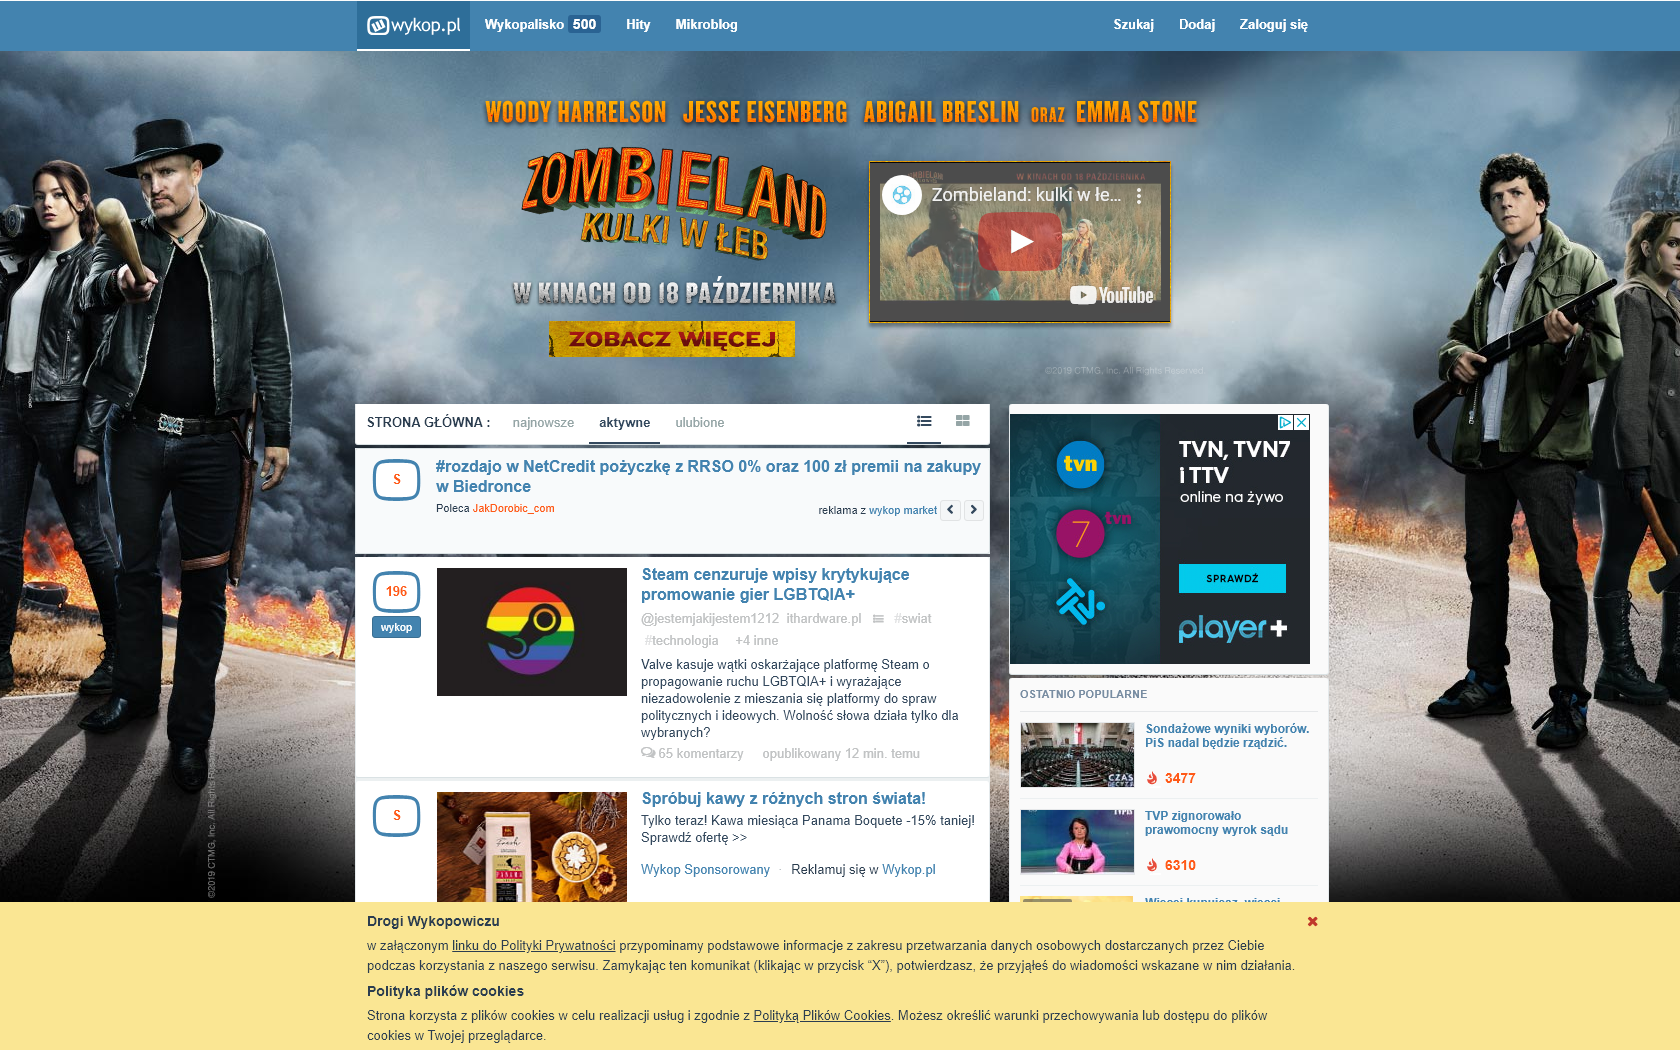 wykop.pl
Wykopalisko 500
Hity
Mikroblog
Szukaj
Dodaj
Zaloguj się
WOODY HARRELSON JESSE EISENBERG ABIGAIL BRESLIN ORAZ EMMA STONE
ZOMBIELAND
KULKI W ŁEB
W KINACH OD 18 PAŹDZIERNIKA
ZOBACZ WIĘCEJ
W KINACH OD 18 PAŹDZIERNIKA
Zombieland: kulki w łe...
YouTube
©2019 CTMG, Inc. All Rights Reserved.
STRONA GŁÓWNA :
najnowsze
aktywne
ulubione
S
#rozdajo w NetCredit pożyczkę z RRSO 0% oraz 100 zł premii na zakupy
w Biedronce
Poleca JakDorobic_com
reklama z wykop market
196
wykop
Steam cenzuruje wpisy krytykujące
promowanie gier LGBTQIA+
@jestemjakijestem1212 ithardware.pl #swiat
#technologia +4 inne
Valve kasuje wątki oskarżające platformę Steam o
propagowanie ruchu LGBTQIA+ i wyrażające
niezadowolenie z mieszania się platformy do spraw
politycznych i ideowych. Wolność słowa działa tylko dla
wybranych?
65 komentarzy opublikowany 12 min. temu
S
Spróbuj kawy z różnych stron świata!
Tylko teraz! Kawa miesiąca Panama Boquete -15% taniej!
Sprawdź ofertę >>
Wykop Sponsorowany · Reklamuj się w Wykop.pl
Fresh
PANAMA
tvn
7 tvn
TVN, TVN7
i TTV
online na żywo
SPRAWDŹ
player+
OSTATNIO POPULARNE
Sondażowe wyniki wyborów.
PiS nadal będzie rządzić.
3477
CZAS
DECYZJI
TVP zignorowało
prawomocny wyrok sądu
6310
©2019 CTMG, Inc. All Rights Reserved.
Drogi Wykopowiczu
w załączonym linku do Polityki Prywatności przypominamy podstawowe informacje z zakresu przetwarzania danych osobowych dostarczanych przez Ciebie
podczas korzystania z naszego serwisu. Zamykając ten komunikat (klikając w przycisk “X”), potwierdzasz, że przyjąłeś do wiadomości wskazane w nim działania.
Polityka plików cookies
Strona korzysta z plików cookies w celu realizacji usług i zgodnie z Polityką Plików Cookies. Możesz określić warunki przechowywania lub dostępu do plików
cookies w Twojej przeglądarce.